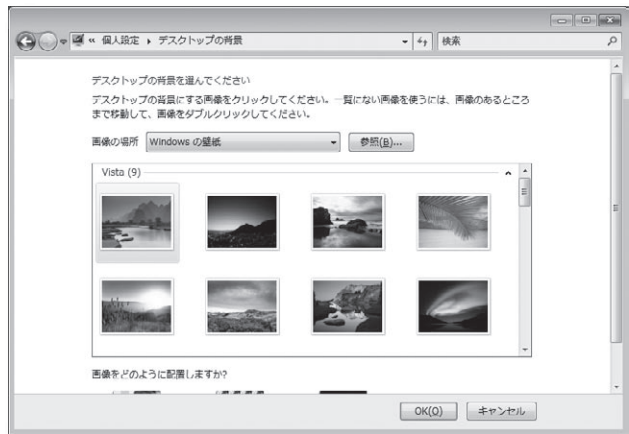 « 個人設定 ▸ デスクトップの背景
検索
デスクトップの背景を選んでください
デスクトップの背景にする画像をクリックしてください。一覧にない画像を使うには、画像のあるところ
まで移動して、画像をダブルクリックしてください。
画像の場所 Windows の壁紙 参照(B)...
Vista (9)
画像をどのように配置しますか?
OK(O) キャンセル